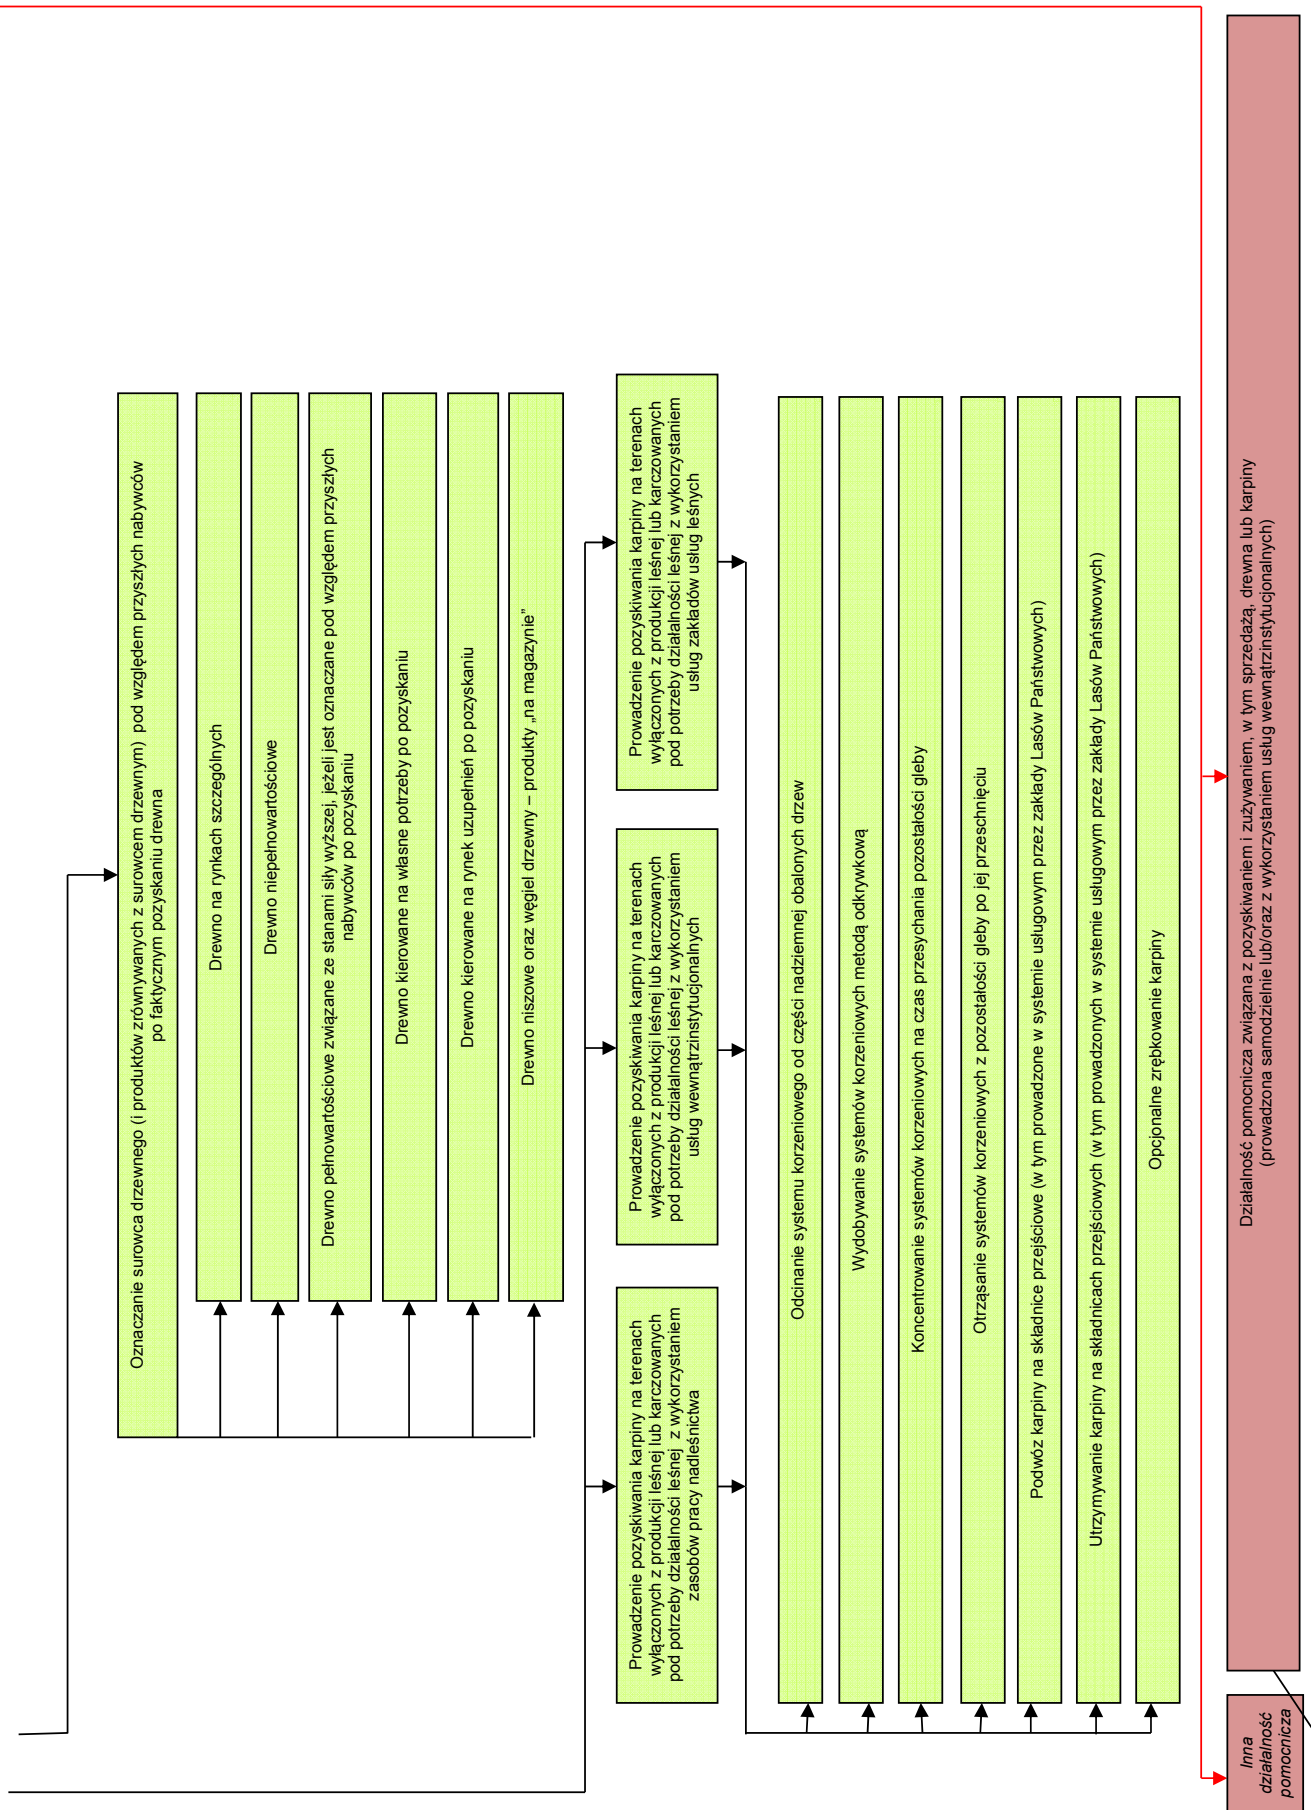 Oznaczanie surowca drzewnego (i produktów zrównywanych z surowcem drzewnym) pod względem przyszłych nabywców
po faktycznym pozyskaniu drewna
Drewno na rynkach szczególnych
Drewno niepełnowartościowe
Drewno pełnowartościowe związane ze stanami siły wyższej, jeżeli jest oznaczane pod względem przyszłych
nabywców po pozyskaniu
Drewno kierowane na własne potrzeby po pozyskaniu
Drewno kierowane na rynek uzupełnień po pozyskaniu
Drewno niszowe oraz węgiel drzewny – produkty „na magazynie”
Prowadzenie pozyskiwania karpiny na terenach
wyłączonych z produkcji leśnej lub karczowanych
pod potrzeby działalności leśnej z wykorzystaniem
zasobów pracy nadleśnictwa
Prowadzenie pozyskiwania karpiny na terenach
wyłączonych z produkcji leśnej lub karczowanych
pod potrzeby działalności leśnej z wykorzystaniem
usług wewnątrzinstytucjonalnych
Prowadzenie pozyskiwania karpiny na terenach
wyłączonych z produkcji leśnej lub karczowanych
pod potrzeby działalności leśnej z wykorzystaniem
usług zakładów usług leśnych
Odcinanie systemu korzeniowego od części nadziemnej obalonych drzew
Wydobywanie systemów korzeniowych metodą odkrywkową
Koncentrowanie systemów korzeniowych na czas przesychania pozostałości gleby
Otrząsanie systemów korzeniowych z pozostałości gleby po jej przeschnięciu
Podwóz karpiny na składnice przejściowe (w tym prowadzone w systemie usługowym przez zakłady Lasów Państwowych)
Utrzymywanie karpiny na składnicach przejściowych (w tym prowadzonych w systemie usługowym przez zakłady Lasów Państwowych)
Opcjonalne zrębkowanie karpiny
Inna
działalność
pomocnicza
Działalność pomocnicza związana z pozyskiwaniem i zużywaniem, w tym sprzedażą, drewna lub karpiny
(prowadzona samodzielnie lub/oraz z wykorzystaniem usług wewnątrzinstytucjonalnych)